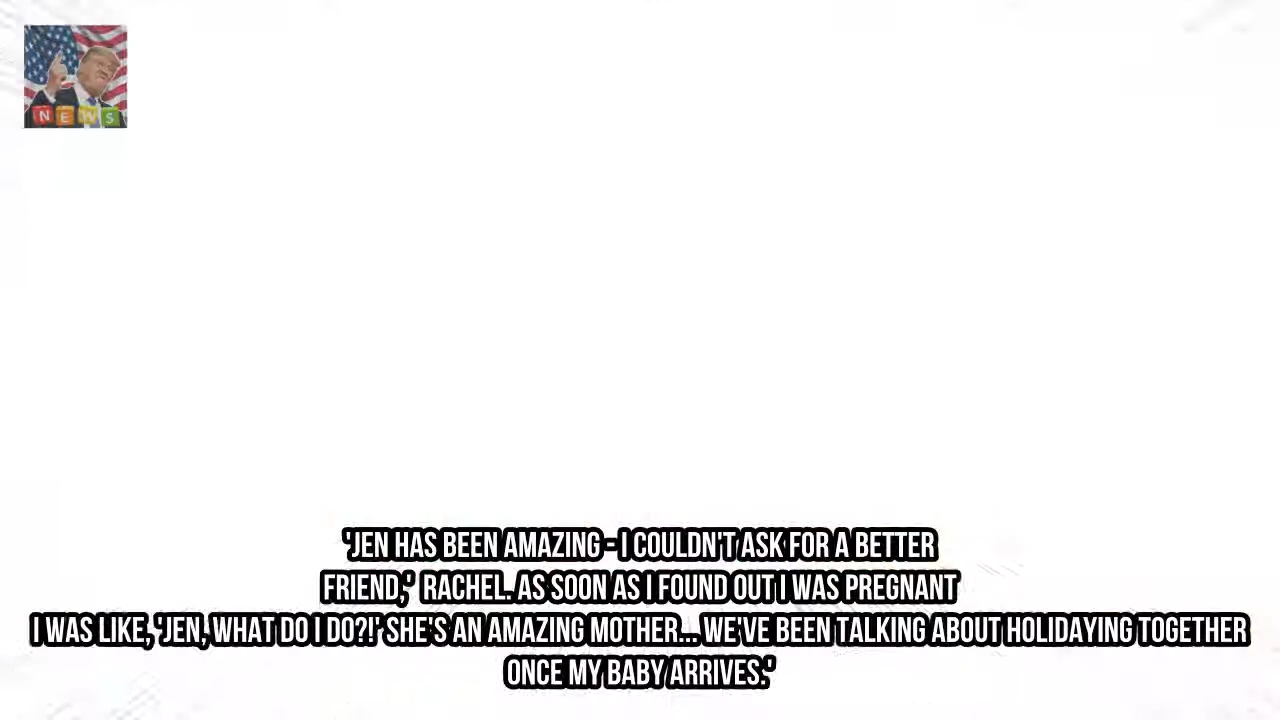 NEWS
'JEN HAS BEEN AMAZING - I COULDN'T ASK FOR A BETTER
FRIEND,' RACHEL. AS SOON AS I FOUND OUT I WAS PREGNANT
I WAS LIKE, 'JEN, WHAT DO I DO?!' SHE'S AN AMAZING MOTHER... WE'VE BEEN TALKING ABOUT HOLIDAYING TOGETHER
ONCE MY BABY ARRIVES.'